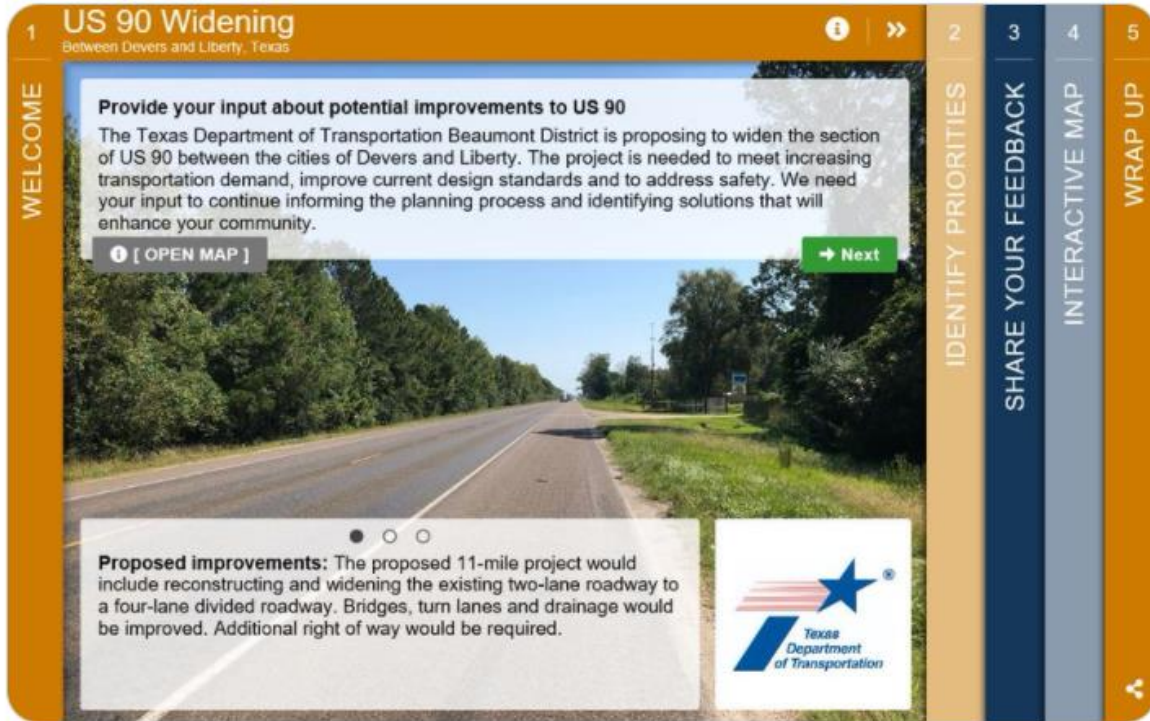 1
WELCOME
US 90 Widening
Between Devers and Liberty, Texas
Provide your input about potential improvements to US 90
The Texas Department of Transportation Beaumont District is proposing to widen the section
of US 90 between the cities of Devers and Liberty. The project is needed to meet increasing
transportation demand, improve current design standards and to address safety. We need
your input to continue informing the planning process and identifying solutions that will
enhance your community.
[ OPEN MAP ]
Next
Proposed improvements: The proposed 11-mile project would
include reconstructing and widening the existing two-lane roadway to
a four-lane divided roadway. Bridges, turn lanes and drainage would
be improved. Additional right of way would be required.
®
Texas
Department
of Transportation
2
IDENTIFY PRIORITIES
3
SHARE YOUR FEEDBACK
4
INTERACTIVE MAP
5
WRAP UP